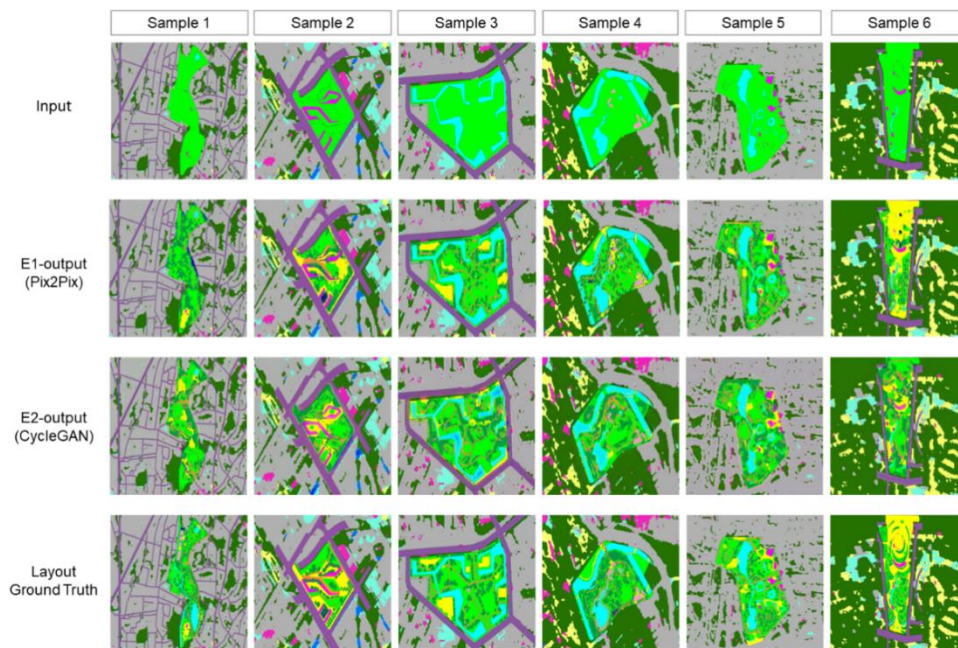 Sample 1
Sample 2
Sample 3
Sample 4
Sample 5
Sample 6
Input
E1-output
(Pix2Pix)
E2-output
(CycleGAN)
Layout
Ground Truth